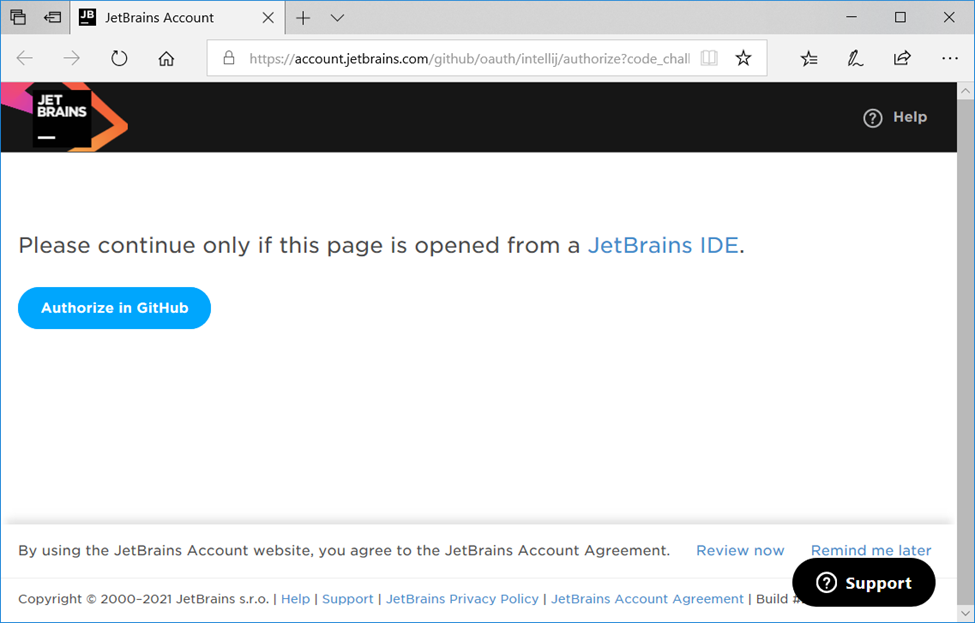 JB JetBrains Account
https://account.jetbrains.com/github/oauth/intellij/authorize?code_chall
JET
BRAINS
Help
Please continue only if this page is opened from a JetBrains IDE.
Authorize in GitHub
By using the JetBrains Account website, you agree to the JetBrains Account Agreement. Review now Remind me later
Support
Copyright © 2000–2021 JetBrains s.r.o. | Help | Support | JetBrains Privacy Policy | JetBrains Account Agreement | Build #